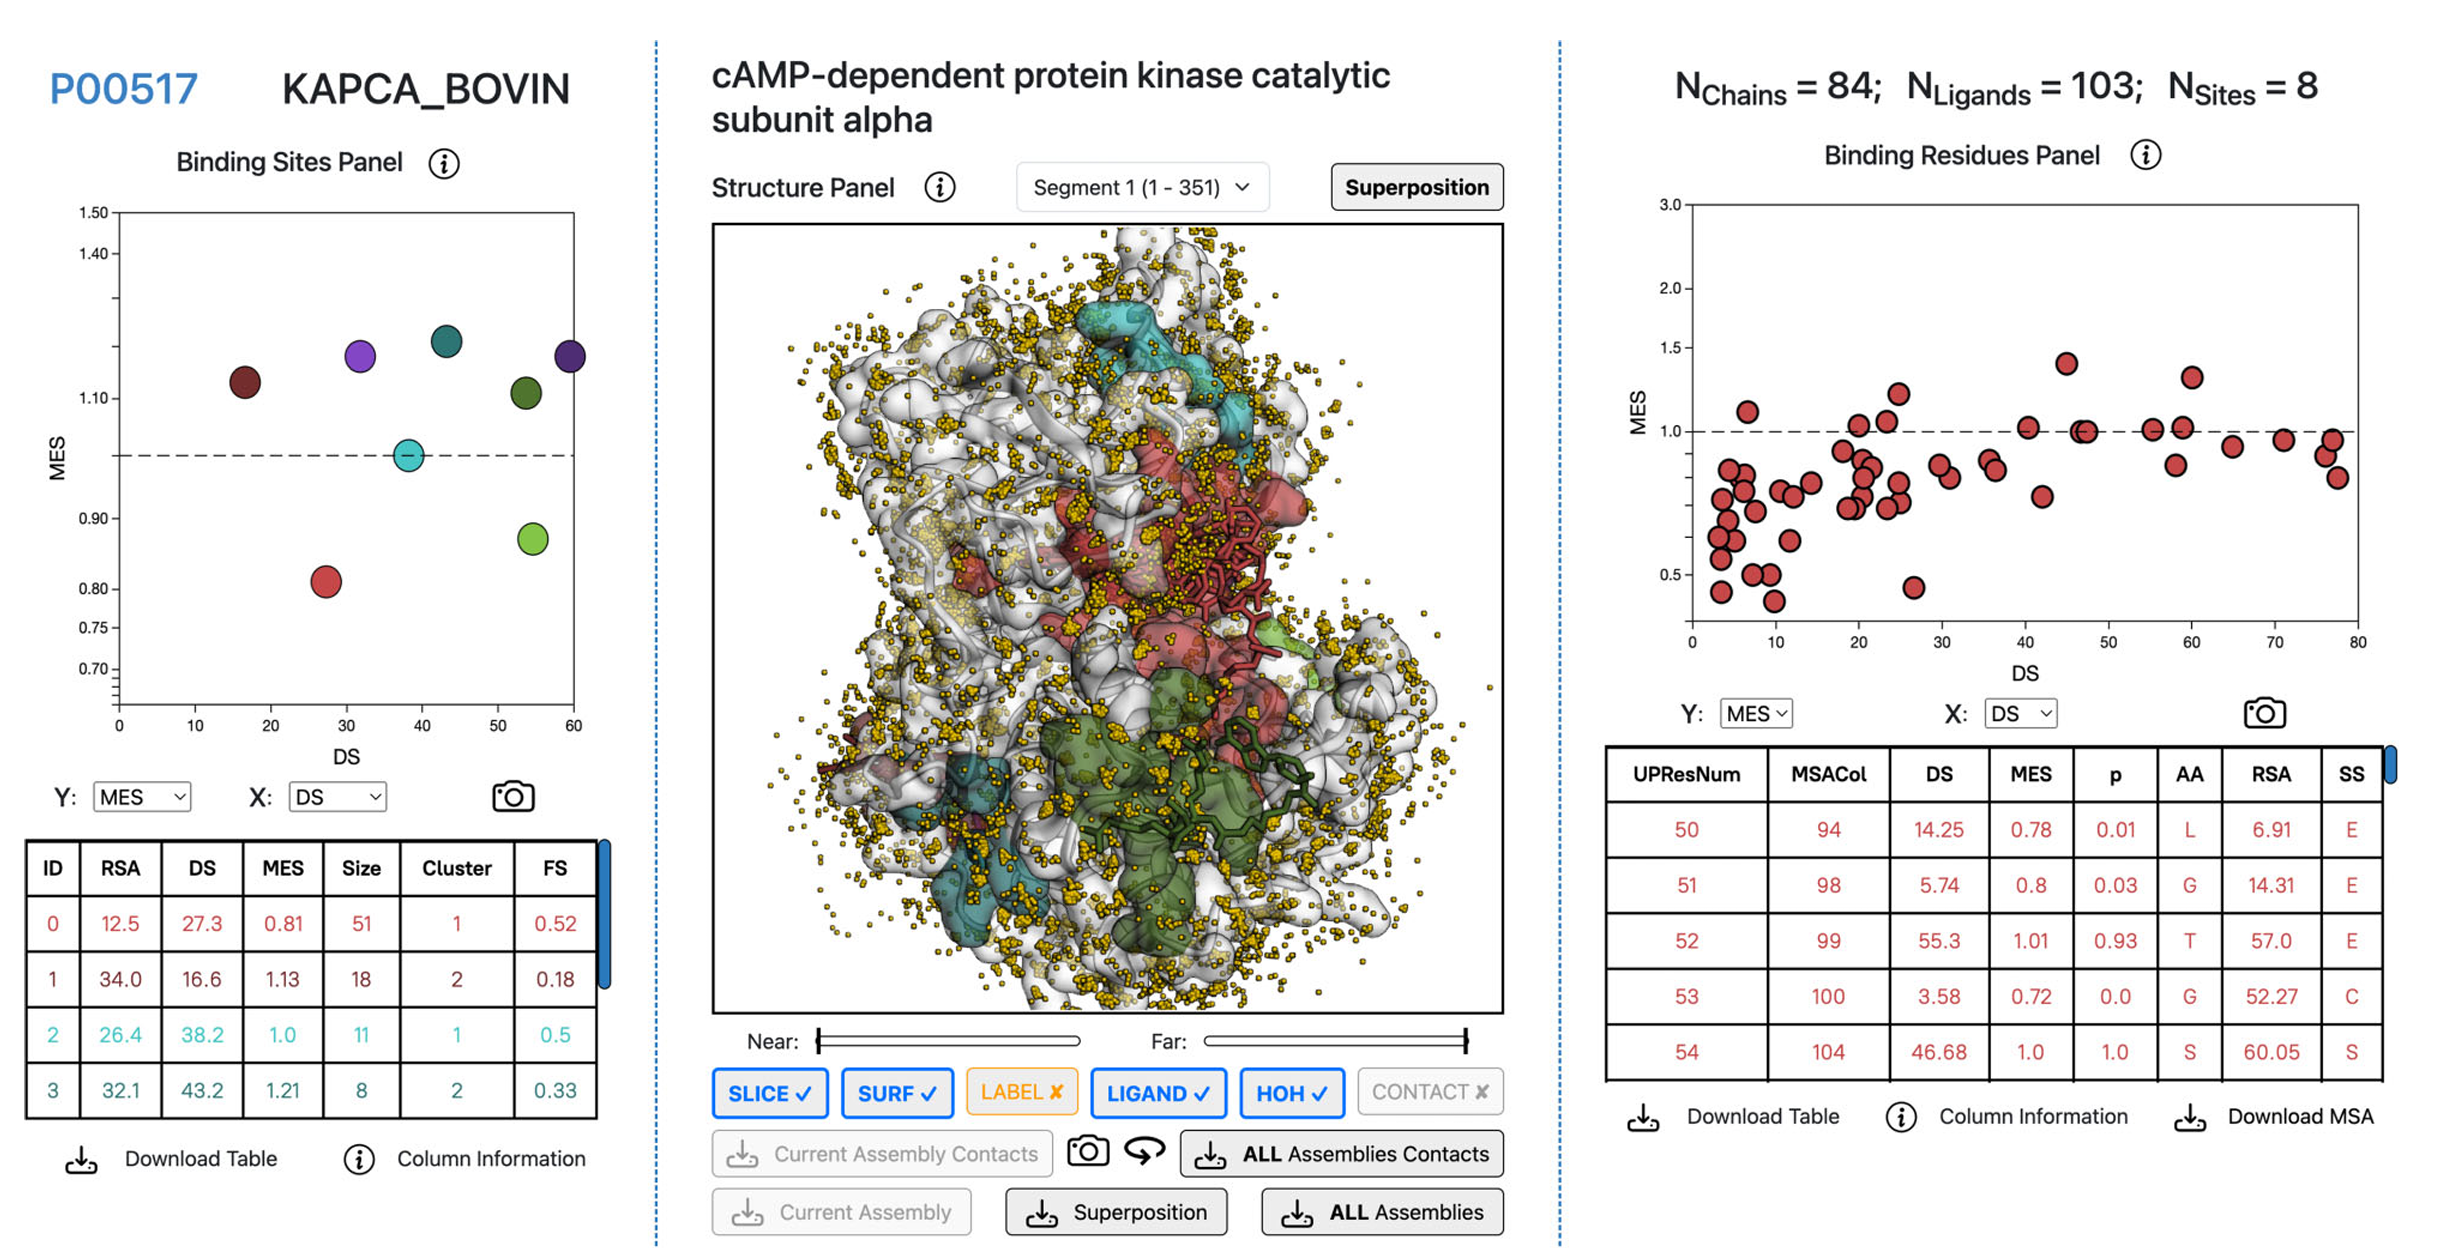 P00517 KAPCA_BOVIN
Binding Sites Panel i
1.50
1.40
1.10
0.90
0.80
0.75
0.70
MES
0 10 20 30 40 50 60
DS
Y: MES X: DS
ID RSA DS MES Size Cluster FS
0 12.5 27.3 0.81 51 1 0.52
1 34.0 16.6 1.13 18 2 0.18
2 26.4 38.2 1.0 11 1 0.5
3 32.1 43.2 1.21 8 2 0.33
Download Table i Column Information
cAMP-dependent protein kinase catalytic
subunit alpha
Structure Panel i Segment 1 (1 - 351) Superposition
Near: Far:
SLICE ✓ SURF ✓ LABEL ✘ LIGAND ✓ HOH ✓ CONTACT ✘
Current Assembly Contacts ALL Assemblies Contacts
Current Assembly Superposition ALL Assemblies
NChains = 84; NLigands = 103; NSites = 8
Binding Residues Panel i
3.0
2.0
1.5
1.0
0.5
MES
0 10 20 30 40 50 60 70 80
DS
Y: MES X: DS
UPResNum MSACol DS MES p AA RSA SS
50 94 14.25 0.78 0.01 L 6.91 E
51 98 5.74 0.8 0.03 G 14.31 E
52 99 55.3 1.01 0.93 T 57.0 E
53 100 3.58 0.72 0.0 G 52.27 C
54 104 46.68 1.0 1.0 S 60.05 S
Download Table i Column Information Download MSA